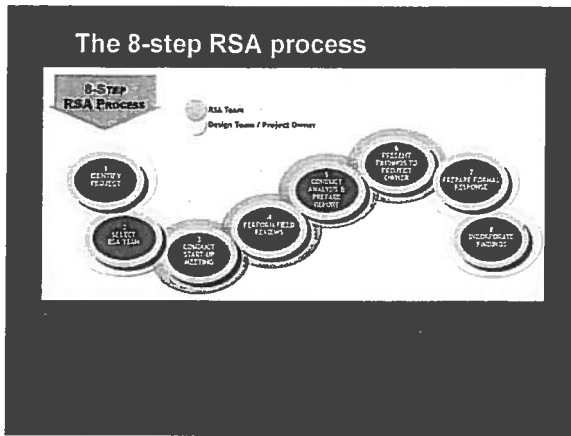 The 8-step RSA process
8-STEP
RSA PROCESS
RSA Team
Design Team / Project Owner
1
IDENTIFY
PROJECT
2
SELECT
RSA TEAM
3
CONDUCT
START-UP
MEETING
4
PERFORM FIELD
REVIEWS
5
CONDUCT
ANALYSIS &
PREPARE
REPORT
6
PRESENT
FINDINGS TO
PROJECT
OWNER
7
PREPARE FORMAL
RESPONSE
8
INCORPORATE
FINDINGS